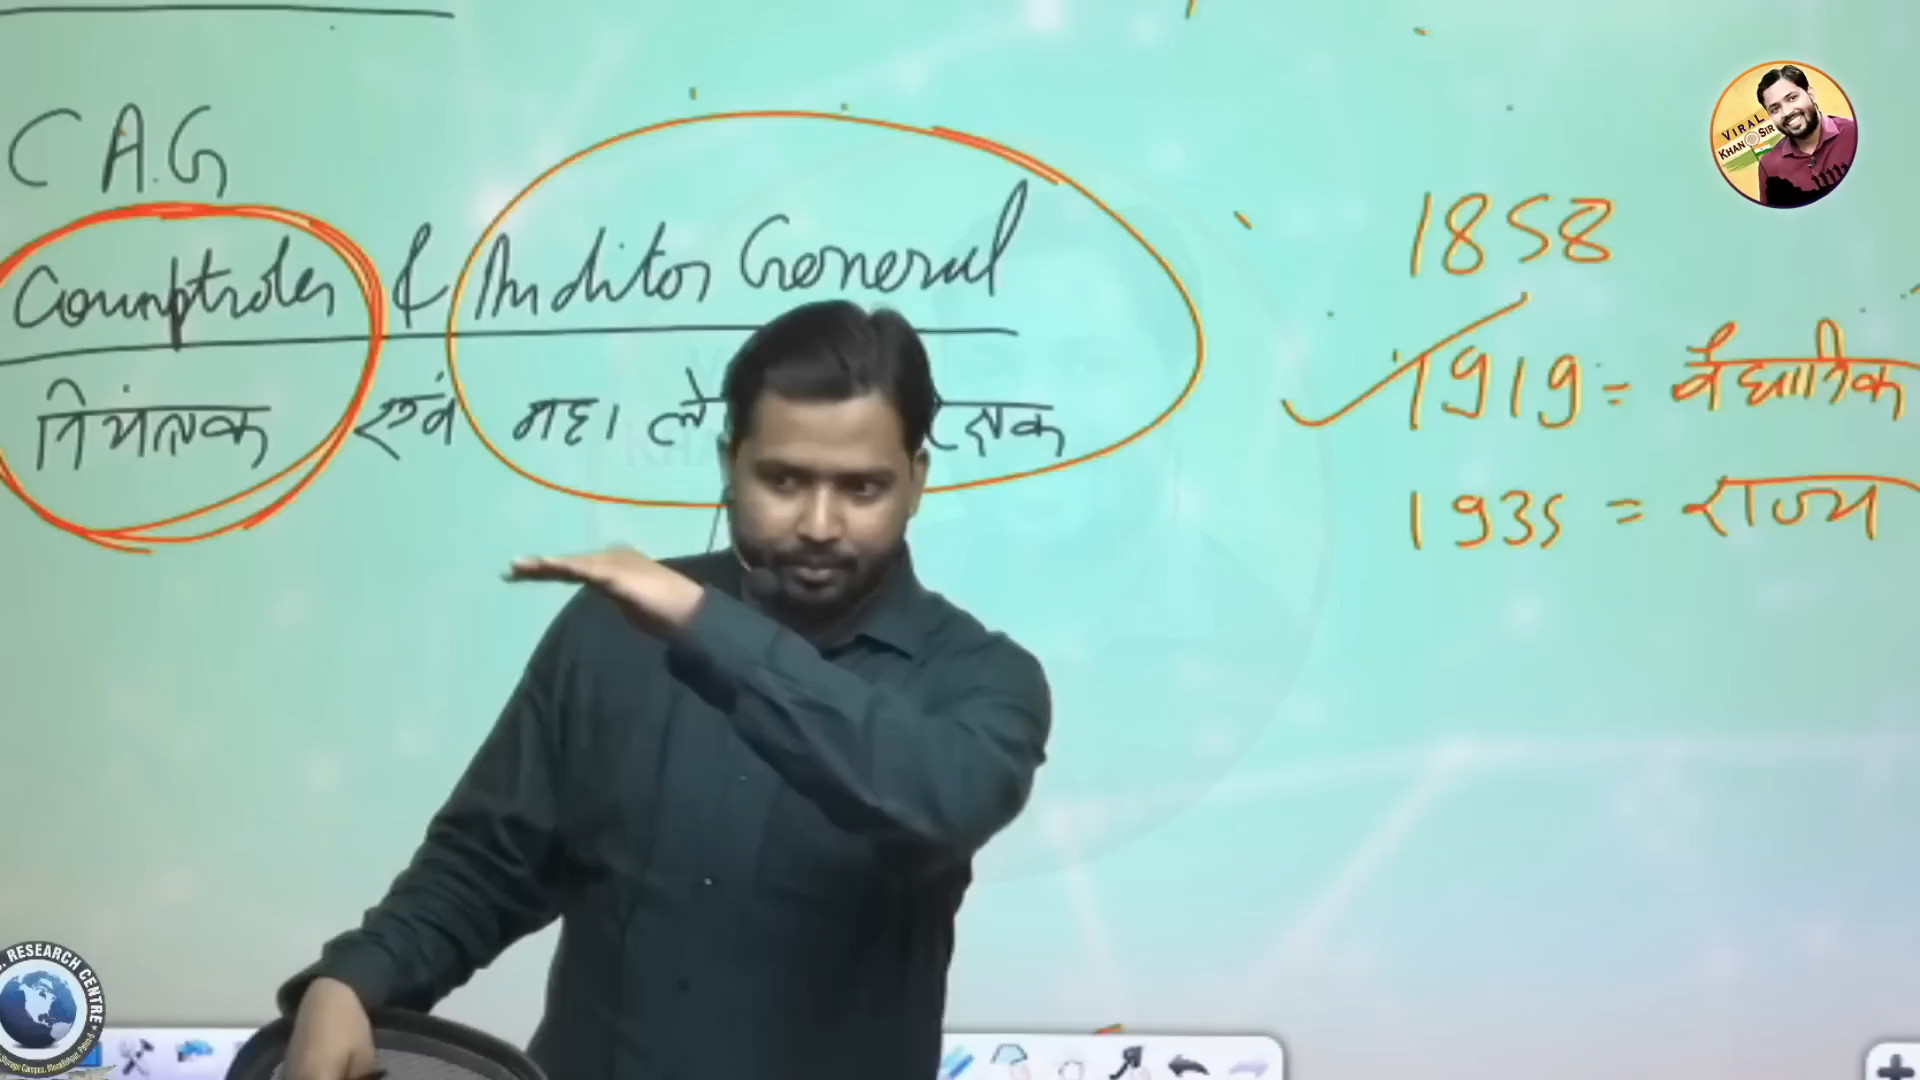 C A.G
Comptroler & Auditor General
नियंत्रक एवं महा ले
1858
1919 = वैधानिक
1935 = राज्य
VIRAL
KHAN SIR
RESEARCH CENTRE